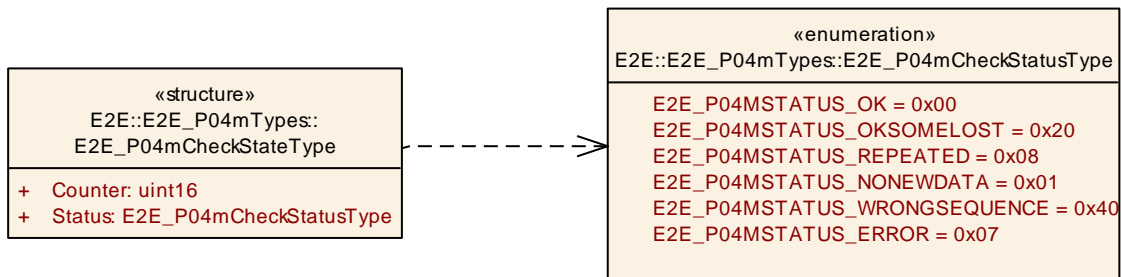 «structure»
E2E::E2E_P04mTypes::
E2E_P04mCheckStateType
+ Counter: uint16
+ Status: E2E_P04mCheckStatusType
«enumeration»
E2E::E2E_P04mTypes::E2E_P04mCheckStatusType
E2E_P04MSTATUS_OK = 0x00
E2E_P04MSTATUS_OKSOMELOST = 0x20
E2E_P04MSTATUS_REPEATED = 0x08
E2E_P04MSTATUS_NONEWDATA = 0x01
E2E_P04MSTATUS_WRONGSEQUENCE = 0x40
E2E_P04MSTATUS_ERROR = 0x07